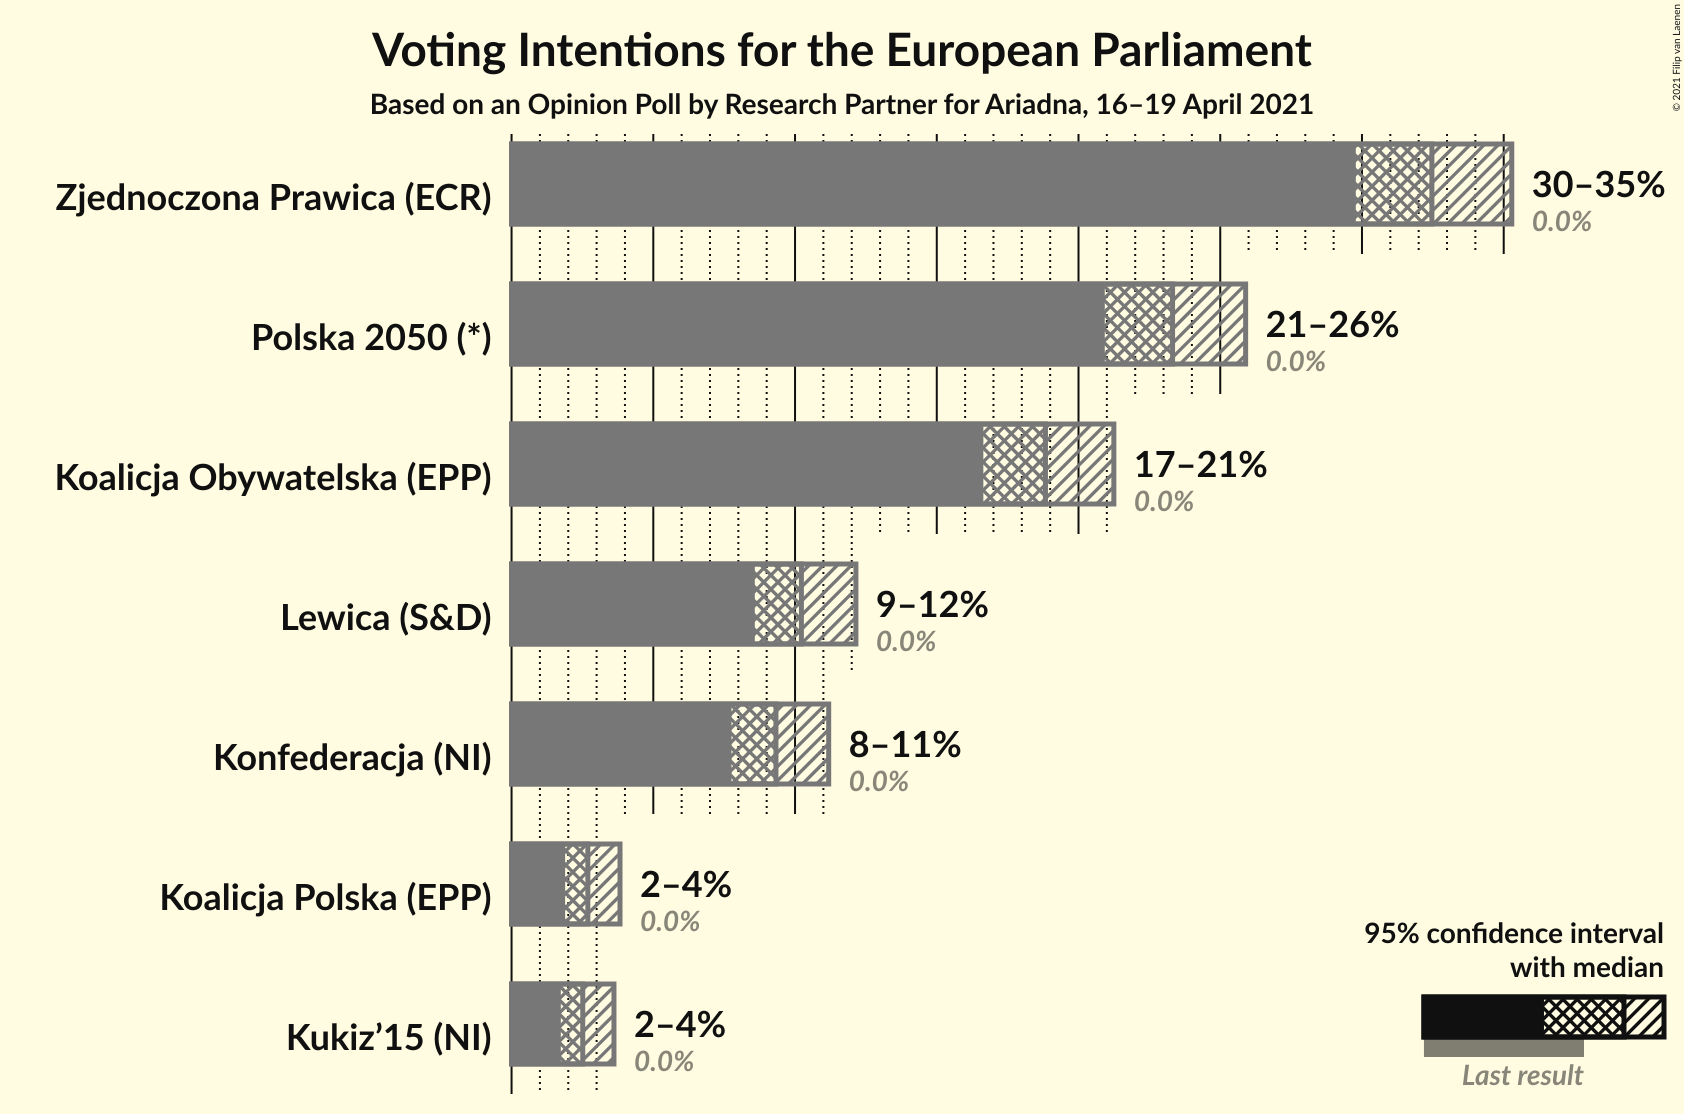 Voting Intentions for the European Parliament
Based on an Opinion Poll by Research Partner for Ariadna, 16–19 April 2021
© 2021 Filip van Laenen
Zjednoczona Prawica (ECR)
30–35%
0.0%
Polska 2050 (*)
21–26%
0.0%
Koalicja Obywatelska (EPP)
17–21%
0.0%
Lewica (S&D)
9–12%
0.0%
Konfederacja (NI)
8–11%
0.0%
Koalicja Polska (EPP)
2–4%
0.0%
Kukiz’15 (NI)
2–4%
0.0%
95% confidence interval
with median
Last result